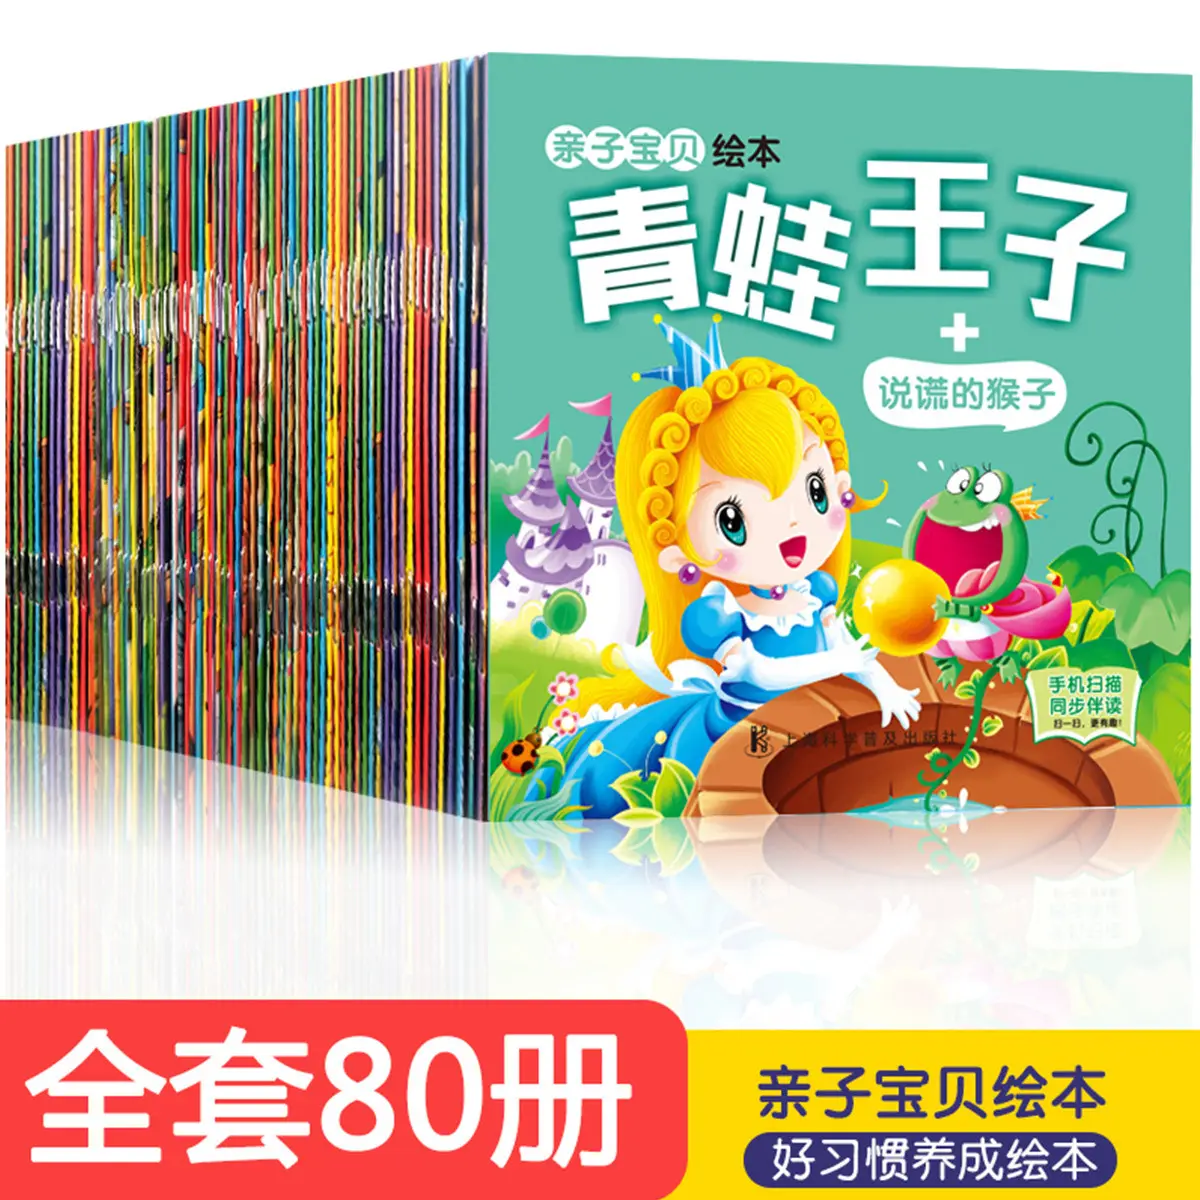 亲子宝贝 绘本
青蛙王子
+
说谎的猴子
手机扫描
同步伴读
扫一扫，更有趣！
上海科学普及出版社
全套80册
亲子宝贝绘本
好习惯养成绘本